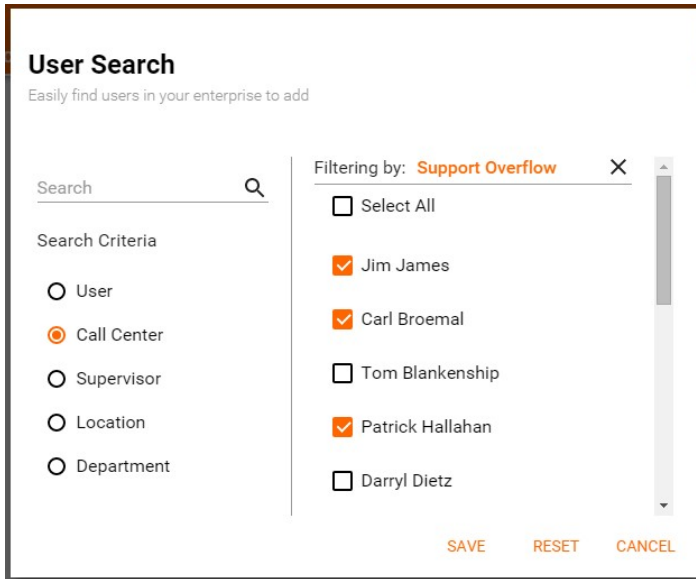 User Search
Easily find users in your enterprise to add
Search
Search Criteria
User
Call Center
Supervisor
Location
Department
Filtering by: Support Overflow
Select All
Jim James
Carl Broemal
Tom Blankenship
Patrick Hallahan
Darryl Dietz
SAVE RESET CANCEL